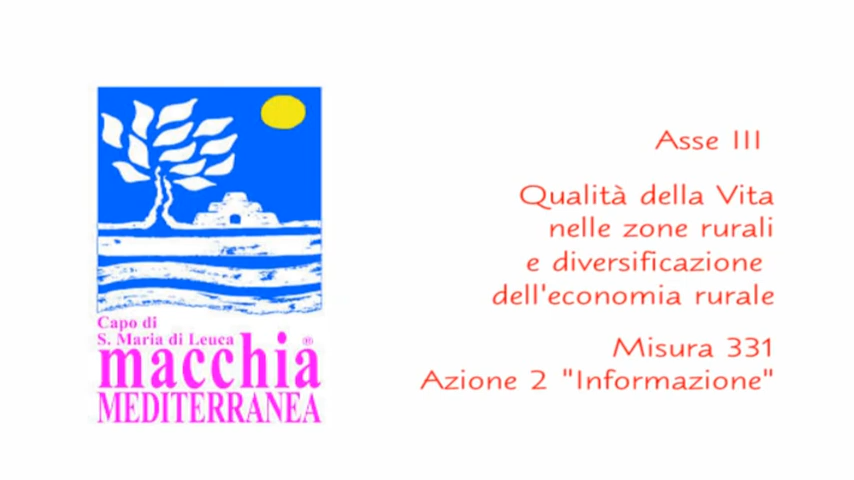 Capo di
S. Maria di Leuca
macchia®
MEDITERRANEA
Asse III
Qualità della Vita
nelle zone rurali
e diversificazione
dell'economia rurale
Misura 331
Azione 2 "Informazione"